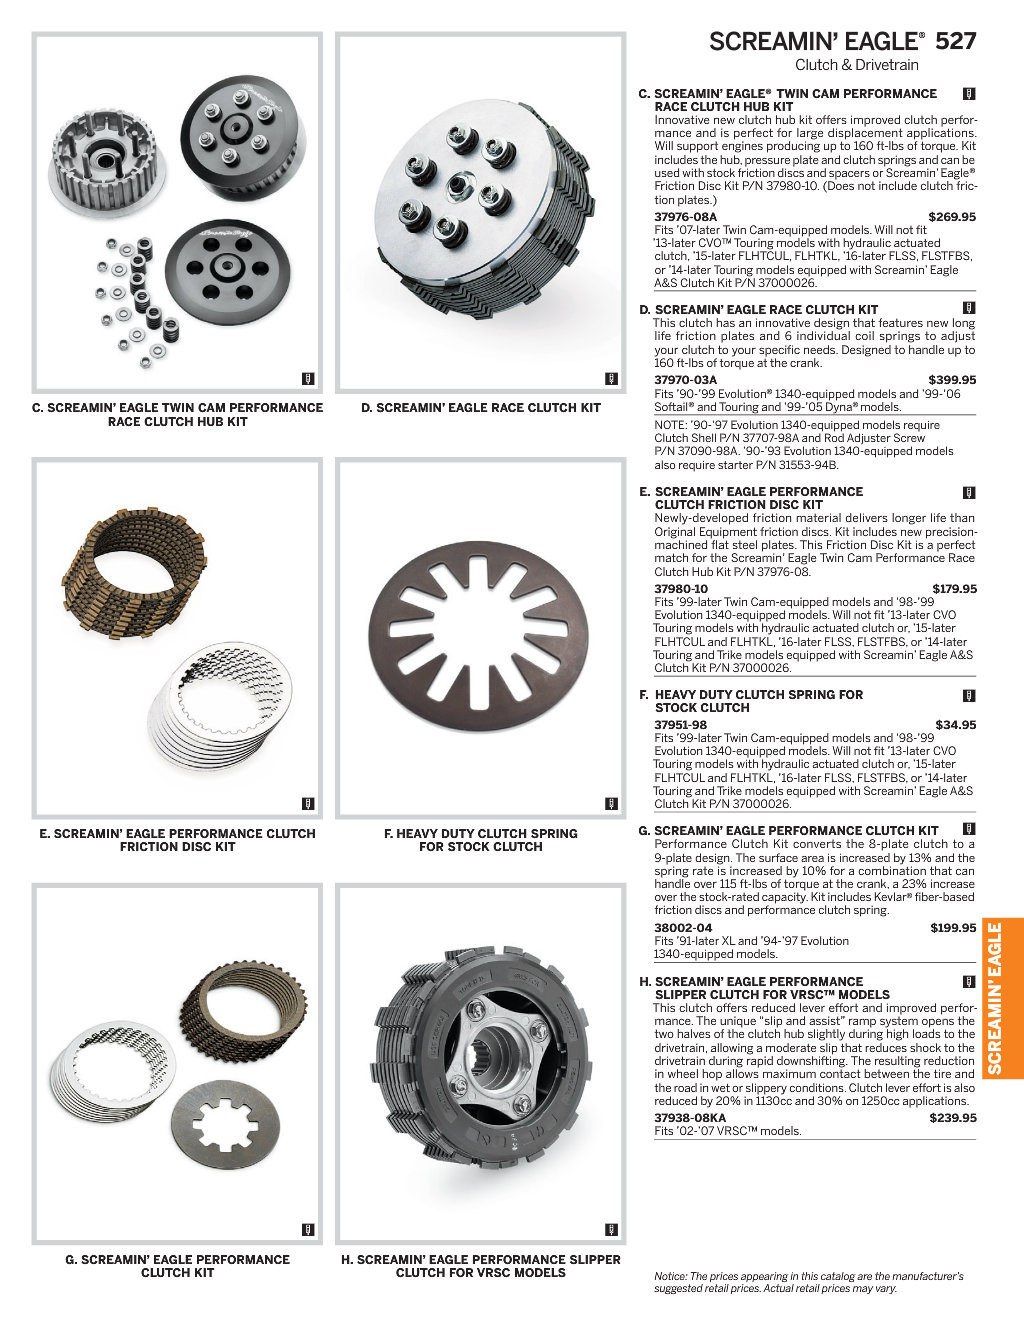 SCREAMIN’ EAGLE® 527
Clutch & Drivetrain
C. SCREAMIN’ EAGLE TWIN CAM PERFORMANCE
RACE CLUTCH HUB KIT
D. SCREAMIN’ EAGLE RACE CLUTCH KIT
E. SCREAMIN’ EAGLE PERFORMANCE CLUTCH
FRICTION DISC KIT
F. HEAVY DUTY CLUTCH SPRING
FOR STOCK CLUTCH
G. SCREAMIN’ EAGLE PERFORMANCE
CLUTCH KIT
H. SCREAMIN’ EAGLE PERFORMANCE SLIPPER
CLUTCH FOR VRSC MODELS
C. SCREAMIN’ EAGLE® TWIN CAM PERFORMANCE
RACE CLUTCH HUB KIT
Innovative new clutch hub kit offers improved clutch perfor-
mance and is perfect for large displacement applications.
Will support engines producing up to 160 ft-lbs of torque. Kit
includes the hub, pressure plate and clutch springs and can be
used with stock friction discs and spacers or Screamin’ Eagle®
Friction Disc Kit P/N 37980-10. (Does not include clutch fric-
tion plates.)
37976-08A $269.95
Fits ’07-later Twin Cam-equipped models. Will not fit
’13-later CVO™ Touring models with hydraulic actuated
clutch, ’15-later FLHTCUL, FLHTKL, ’16-later FLSS, FLSTFBS,
or ’14-later Touring models equipped with Screamin’ Eagle
A&S Clutch Kit P/N 37000026.
D. SCREAMIN’ EAGLE RACE CLUTCH KIT
This clutch has an innovative design that features new long
life friction plates and 6 individual coil springs to adjust
your clutch to your specific needs. Designed to handle up to
160 ft-lbs of torque at the crank.
37970-03A $399.95
Fits ’90-’99 Evolution® 1340-equipped models and ’99-’06
Softail® and Touring and ’99-’05 Dyna® models.
NOTE: ’90-’97 Evolution 1340-equipped models require
Clutch Shell P/N 37707-98A and Rod Adjuster Screw
P/N 37090-98A. ’90-’93 Evolution 1340-equipped models
also require starter P/N 31553-94B.
E. SCREAMIN’ EAGLE PERFORMANCE
CLUTCH FRICTION DISC KIT
Newly-developed friction material delivers longer life than
Original Equipment friction discs. Kit includes new precision-
machined flat steel plates. This Friction Disc Kit is a perfect
match for the Screamin’ Eagle Twin Cam Performance Race
Clutch Hub Kit P/N 37976-08.
37980-10 $179.95
Fits ’99-later Twin Cam-equipped models and ’98-’99
Evolution 1340-equipped models. Will not fit ’13-later CVO
Touring models with hydraulic actuated clutch or, ’15-later
FLHTCUL and FLHTKL, ’16-later FLSS, FLSTFBS, or ’14-later
Touring and Trike models equipped with Screamin’ Eagle A&S
Clutch Kit P/N 37000026.
F. HEAVY DUTY CLUTCH SPRING FOR
STOCK CLUTCH
37951-98 $34.95
Fits ’99-later Twin Cam-equipped models and ’98-’99
Evolution 1340-equipped models. Will not fit ’13-later CVO
Touring models with hydraulic actuated clutch or, ’15-later
FLHTCUL and FLHTKL, ’16-later FLSS, FLSTFBS, or ’14-later
Touring and Trike models equipped with Screamin’ Eagle A&S
Clutch Kit P/N 37000026.
G. SCREAMIN’ EAGLE PERFORMANCE CLUTCH KIT
Performance Clutch Kit converts the 8-plate clutch to a
9-plate design. The surface area is increased by 13% and the
spring rate is increased by 10% for a combination that can
handle over 115 ft-lbs of torque at the crank, a 23% increase
over the stock-rated capacity. Kit includes Kevlar® fiber-based
friction discs and performance clutch spring.
38002-04 $199.95
Fits ’91-later XL and ’94-’97 Evolution
1340-equipped models.
H. SCREAMIN’ EAGLE PERFORMANCE
SLIPPER CLUTCH FOR VRSC™ MODELS
This clutch offers reduced lever effort and improved perfor-
mance. The unique “slip and assist” ramp system opens the
two halves of the clutch hub slightly during high loads to the
drivetrain, allowing a moderate slip that reduces shock to the
drivetrain during rapid downshifting. The resulting reduction
in wheel hop allows maximum contact between the tire and
the road in wet or slippery conditions. Clutch lever effort is also
reduced by 20% in 1130cc and 30% on 1250cc applications.
37938-08KA $239.95
Fits ’02-’07 VRSC™ models.
SCREAMIN’ EAGLE
Notice: The prices appearing in this catalog are the manufacturer’s
suggested retail prices. Actual retail prices may vary.